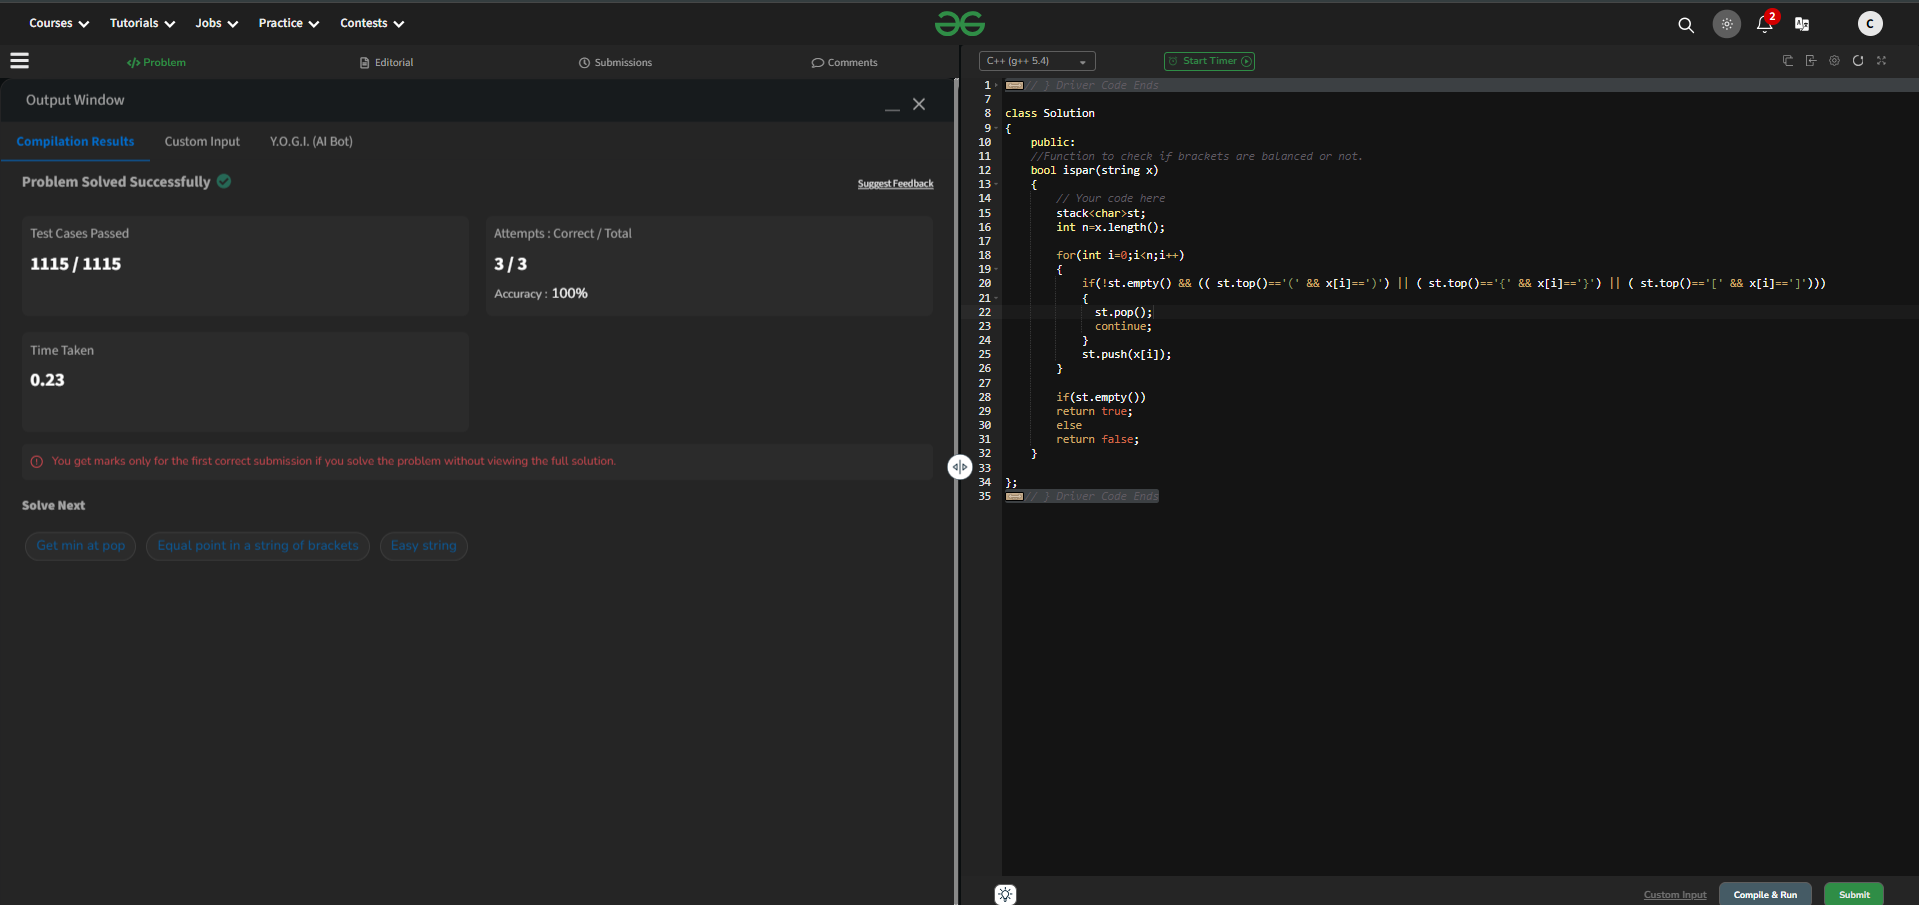 Courses Tutorials Jobs Practice Contests 2 C
Problem Editorial Submissions Comments
Output Window
Compilation Results Custom Input Y.O.G.I. (AI Bot)
Problem Solved Successfully
Suggest Feedback
Test Cases Passed
1115 / 1115
Attempts : Correct / Total
3 / 3
Accuracy : 100%
Time Taken
0.23
You get marks only for the first correct submission if you solve the problem without viewing the full solution.
Solve Next
Get min at pop Equal point in a string of brackets Easy string
C++ (g++ 5.4) Start Timer
1 // } Driver Code Ends
7
8 class Solution
9 {
10 public:
11 //Function to check if brackets are balanced or not.
12 bool ispar(string x)
13 {
14 // Your code here
15 stack<char>st;
16 int n=x.length();
17
18 for(int i=0;i<n;i++)
19 {
20 if(!st.empty() && (( st.top()=='(' && x[i]==')') || ( st.top()=='{' && x[i]=='}') || ( st.top()=='[' && x[i]==']')))
21 {
22 st.pop();
23 continue;
24 }
25 st.push(x[i]);
26 }
27
28 if(st.empty())
29 return true;
30 else
31 return false;
32 }
33
34 };
35 // } Driver Code Ends
Custom Input Compile & Run Submit